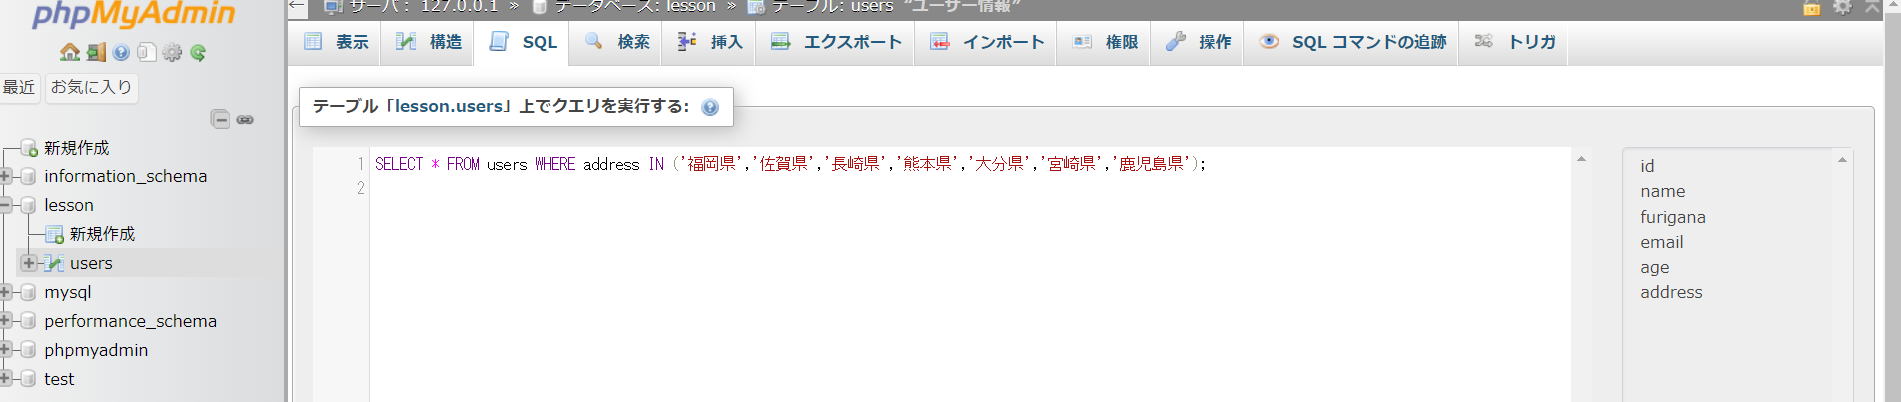 phpMyAdmin
最近 お気に入り
新規作成
information_schema
lesson
新規作成
users
mysql
performance_schema
phpmyadmin
test
サーバ: 127.0.0.1 » データベース: lesson » テーブル: users "ユーザー情報"
表示 構造 SQL 検索 挿入 エクスポート インポート 権限 操作 SQL コマンドの追跡 トリガ
テーブル「lesson.users」上でクエリを実行する:
1 SELECT * FROM users WHERE address IN ('福岡県','佐賀県','長崎県','熊本県','大分県','宮崎県','鹿児島県');
2
id
name
furigana
email
age
address